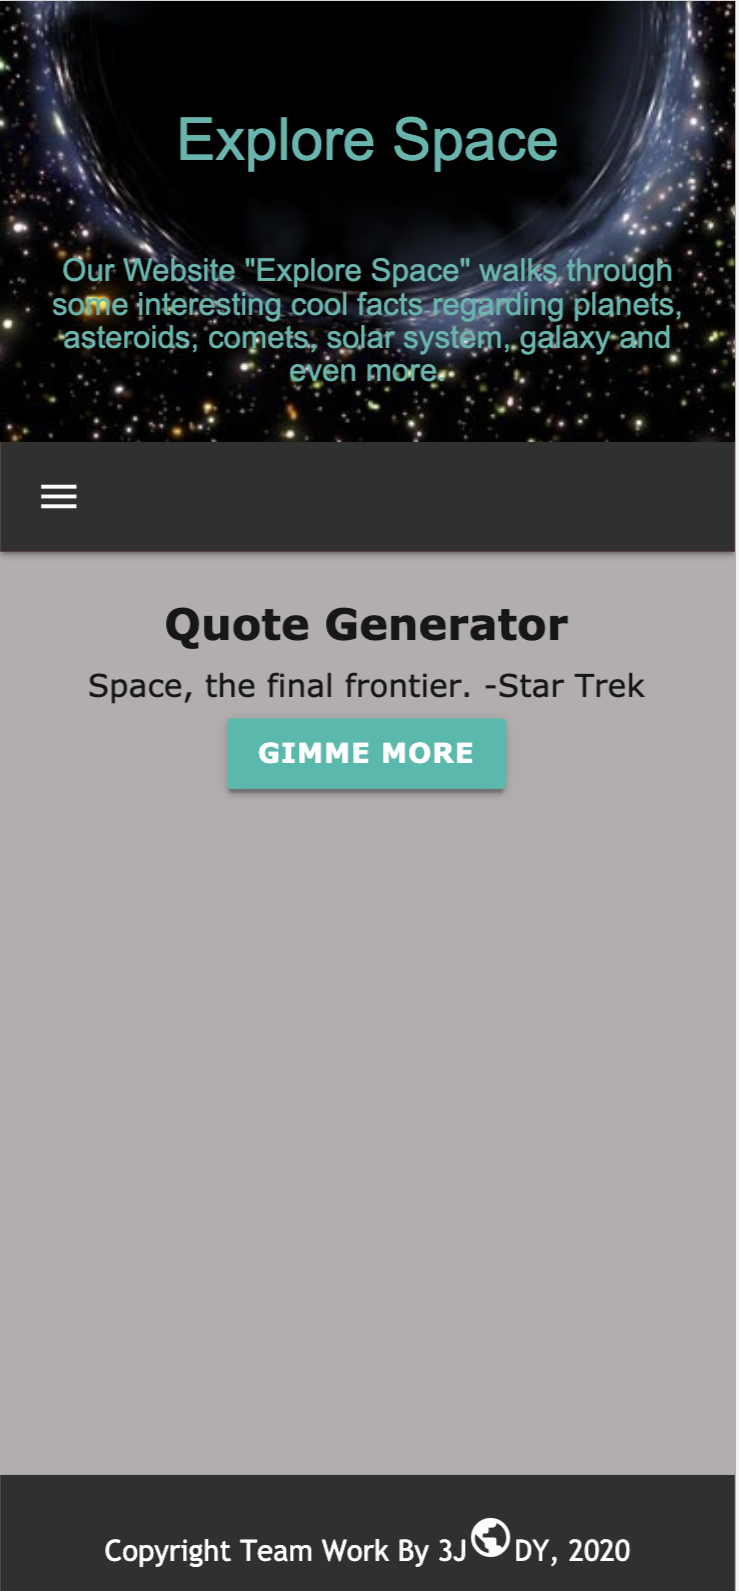 Explore Space
Our Website "Explore Space" walks through
some interesting cool facts regarding planets,
asteroids, comets, solar system, galaxy and
even more.
Quote Generator
Space, the final frontier. -Star Trek
GIMME MORE
Copyright Team Work By 3J DY, 2020